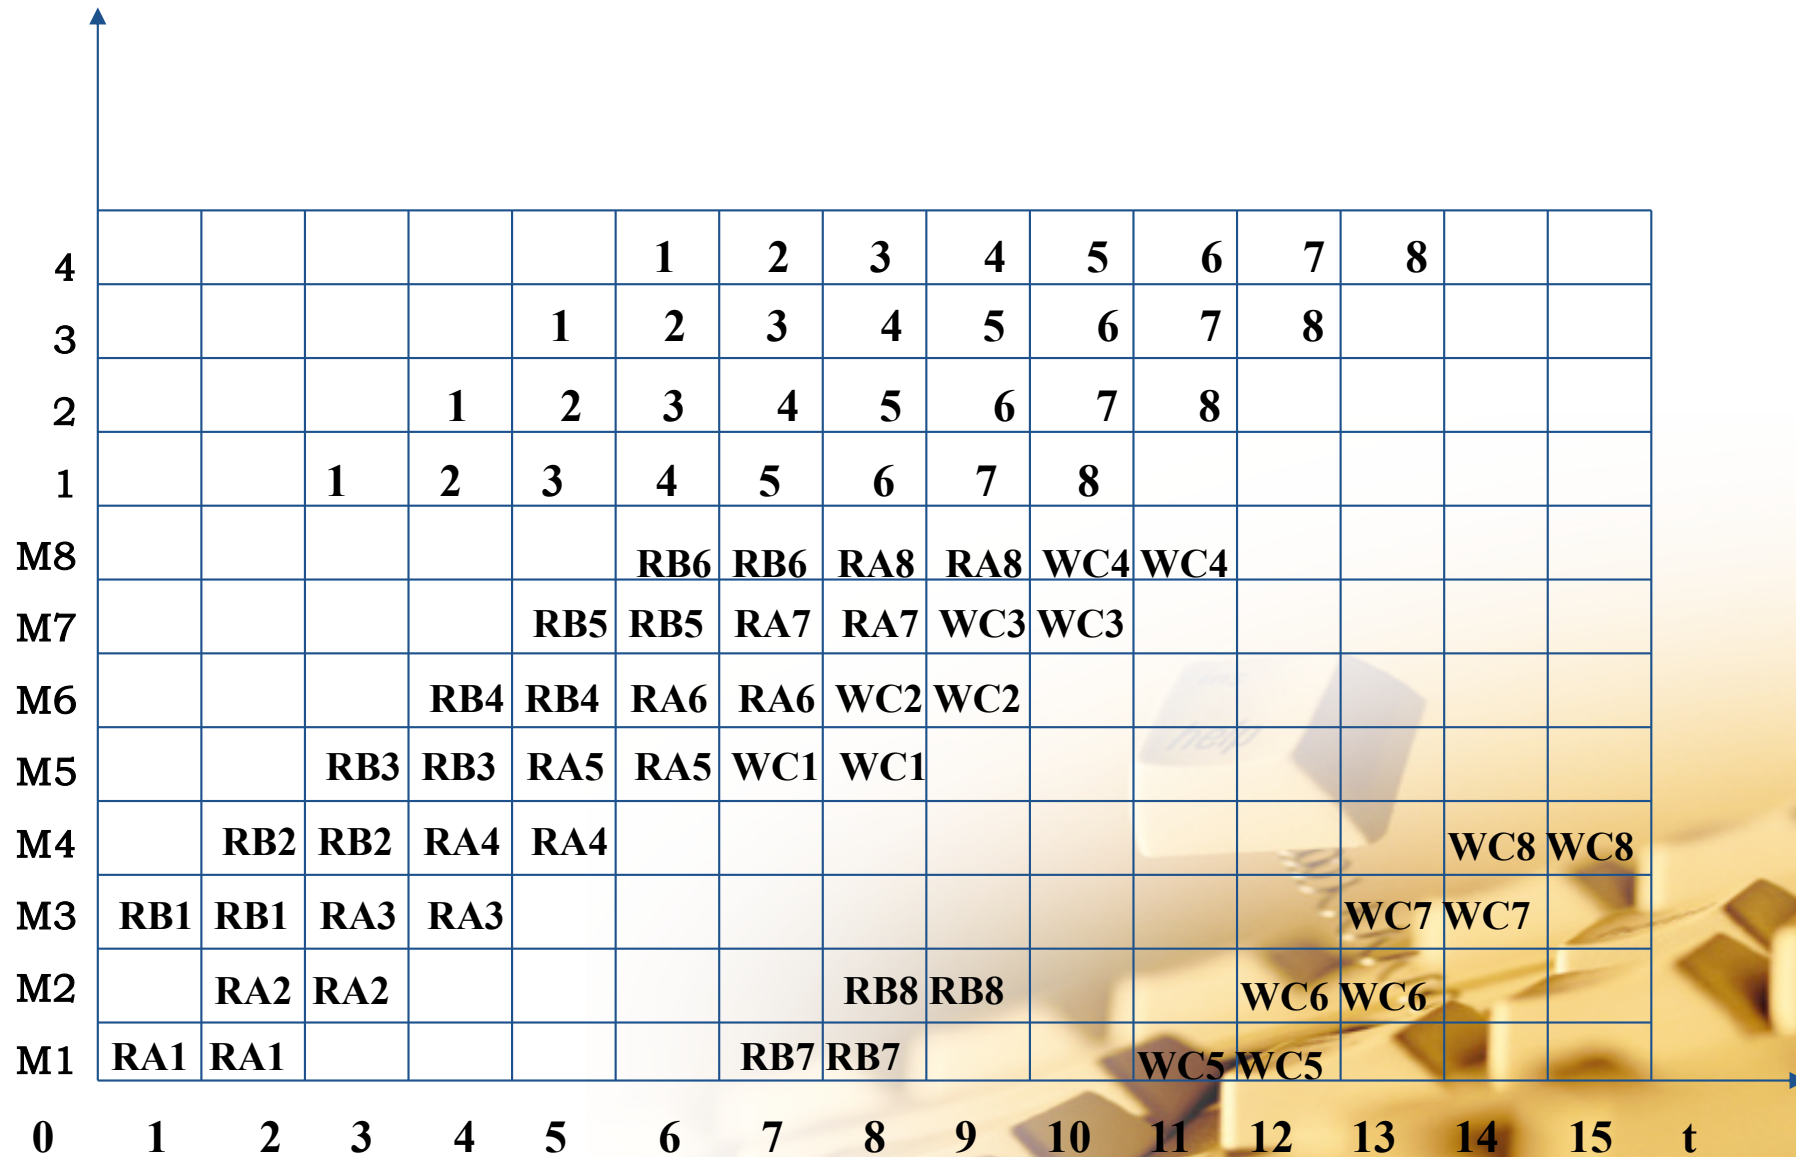 4 1 2 3 4 5 6 7 8
3 1 2 3 4 5 6 7 8
2 1 2 3 4 5 6 7 8
1 1 2 3 4 5 6 7 8
M8 RB6 RB6 RA8 RA8 WC4 WC4
M7 RB5 RB5 RA7 RA7 WC3 WC3
M6 RB4 RB4 RA6 RA6 WC2 WC2
help
M5 RB3 RB3 RA5 RA5 WC1 WC1
M4 RB2 RB2 RA4 RA4 WC8 WC8
M3 RB1 RB1 RA3 RA3 WC7 WC7
M2 RA2 RA2 RB8 RB8 WC6 WC6
M1 RA1 RA1 RB7 RB7 WC5 WC5
0 1 2 3 4 5 6 7 8 9 10 11 12 13 14 15 t